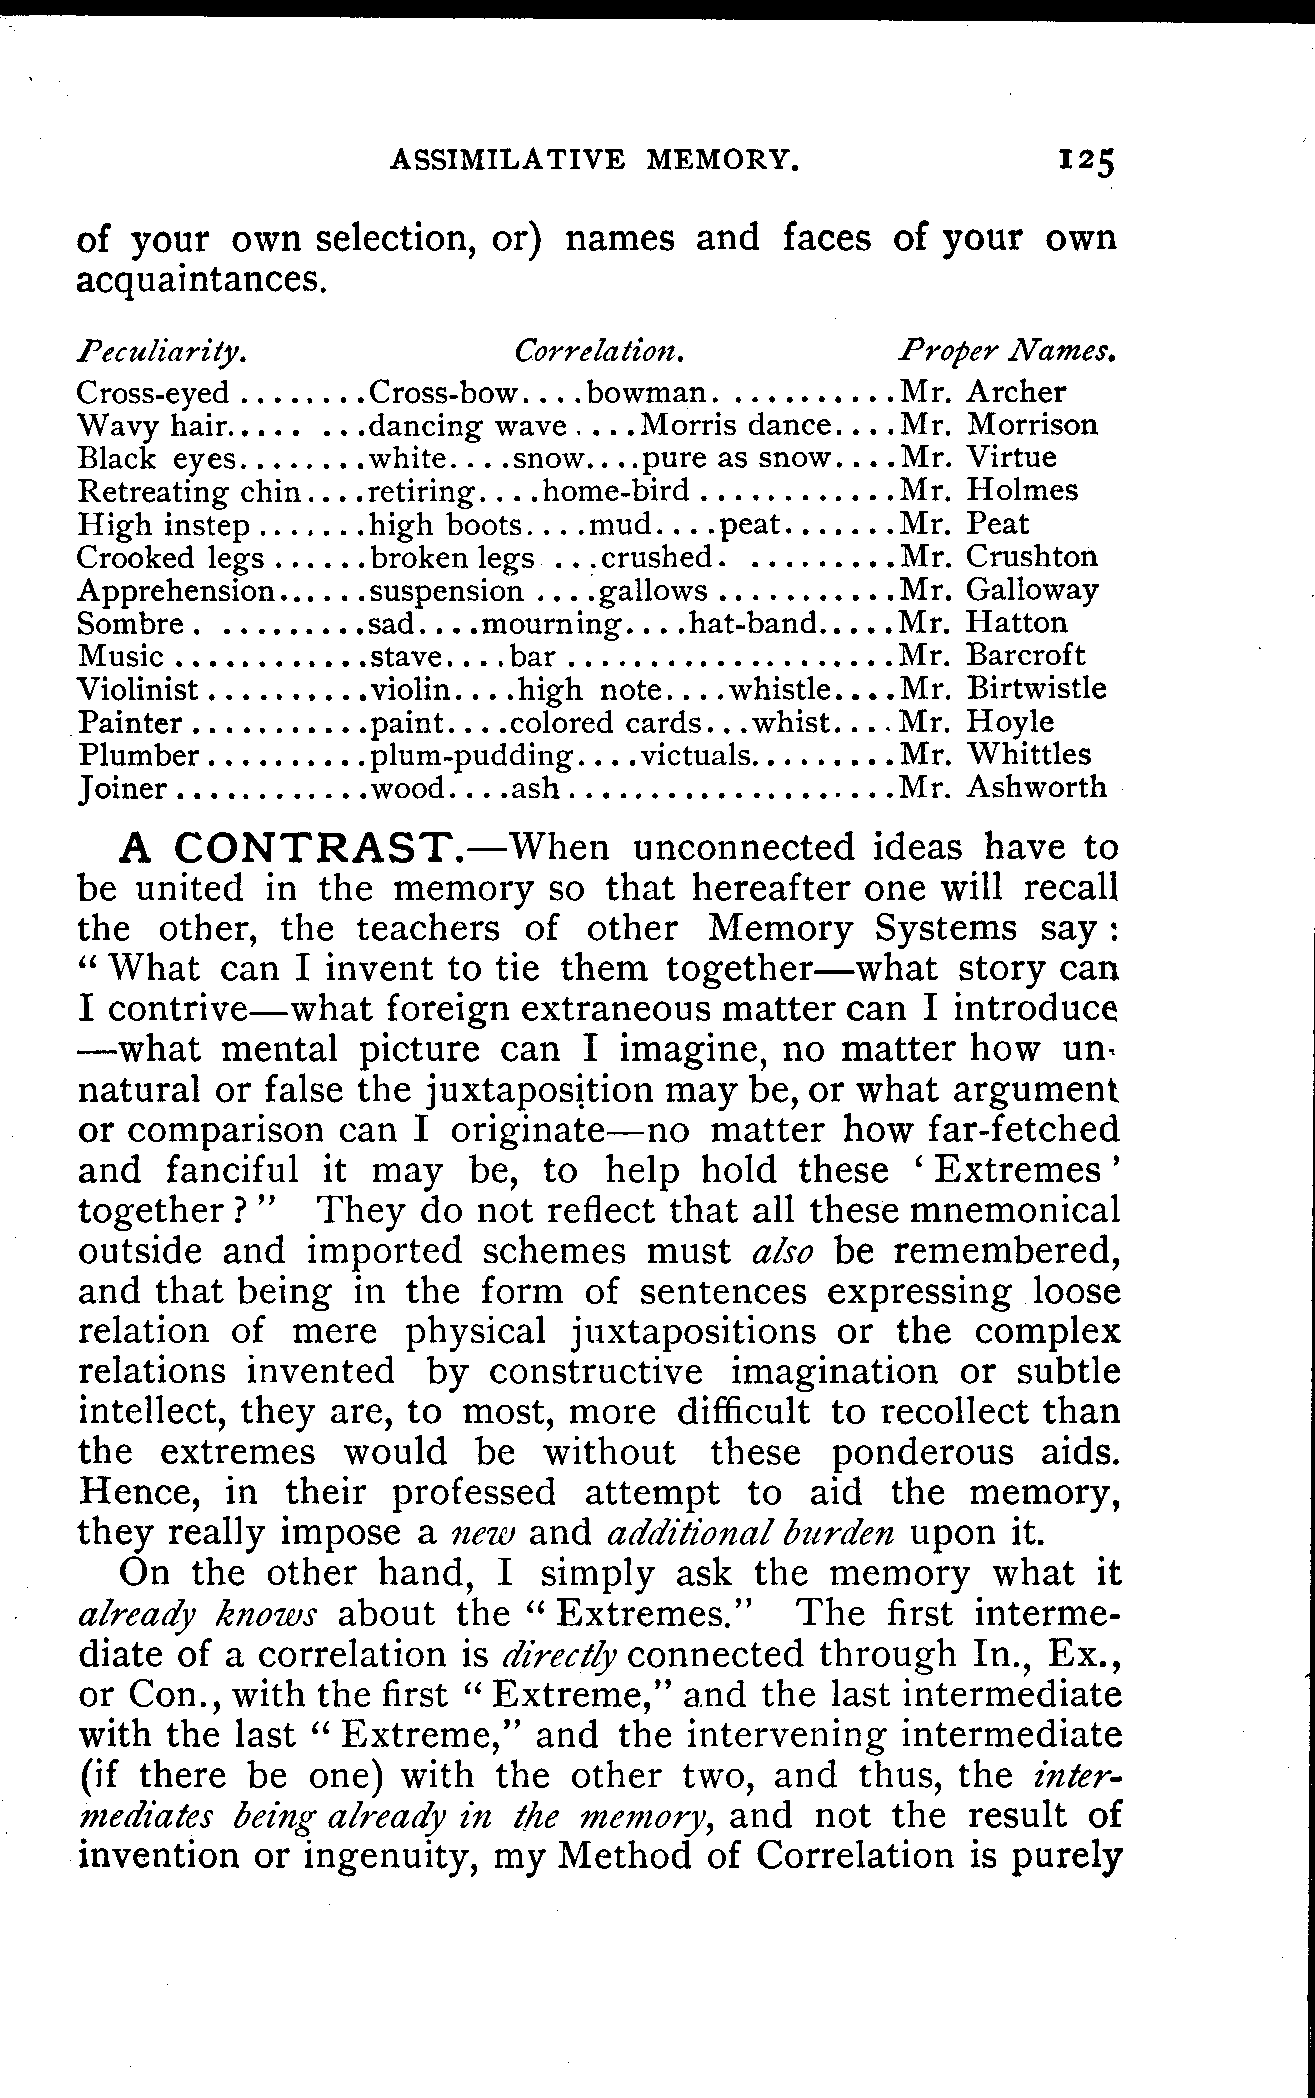 ASSIMILATIVE MEMORY. 125
of your own selection, or) names and faces of your own
acquaintances.
Peculiarity. Correlation. Proper Names.
Cross-eyed ........Cross-bow....bowman. ..........Mr. Archer
Wavy hair..... ...dancing wave ....Morris dance....Mr. Morrison
Black eyes........white....snow....pure as snow....Mr. Virtue
Retreating chin....retiring....home-bird ............Mr. Holmes
High instep .......high boots....mud....peat.......Mr. Peat
Crooked legs ......broken legs ...crushed. .........Mr. Crushton
Apprehension......suspension ....gallows ...........Mr. Galloway
Sombre. .........sad....mourning....hat-band.....Mr. Hatton
Music ............stave....bar ....................Mr. Barcroft
Violinist ..........violin....high note....whistle....Mr. Birtwistle
Painter ...........paint....colored cards...whist....Mr. Hoyle
Plumber ..........plum-pudding....victuals.........Mr. Whittles
Joiner ............wood....ash....................Mr. Ashworth
A CONTRAST.—When unconnected ideas have to
be united in the memory so that hereafter one will recall
the other, the teachers of other Memory Systems say :
“ What can I invent to tie them together—what story can
I contrive—what foreign extraneous matter can I introduce
—what mental picture can I imagine, no matter how un-
natural or false the juxtaposition may be, or what argument
or comparison can I originate—no matter how far-fetched
and fanciful it may be, to help hold these ‘ Extremes ’
together ? ” They do not reflect that all these mnemonical
outside and imported schemes must also be remembered,
and that being in the form of sentences expressing loose
relation of mere physical juxtapositions or the complex
relations invented by constructive imagination or subtle
intellect, they are, to most, more difficult to recollect than
the extremes would be without these ponderous aids.
Hence, in their professed attempt to aid the memory,
they really impose a new and additional burden upon it.
On the other hand, I simply ask the memory what it
already knows about the “ Extremes.” The first interme-
diate of a correlation is directly connected through In., Ex.,
or Con., with the first “ Extreme,” and the last intermediate
with the last “ Extreme,” and the intervening intermediate
(if there be one) with the other two, and thus, the inter-
mediates being already in the memory, and not the result of
invention or ingenuity, my Method of Correlation is purely